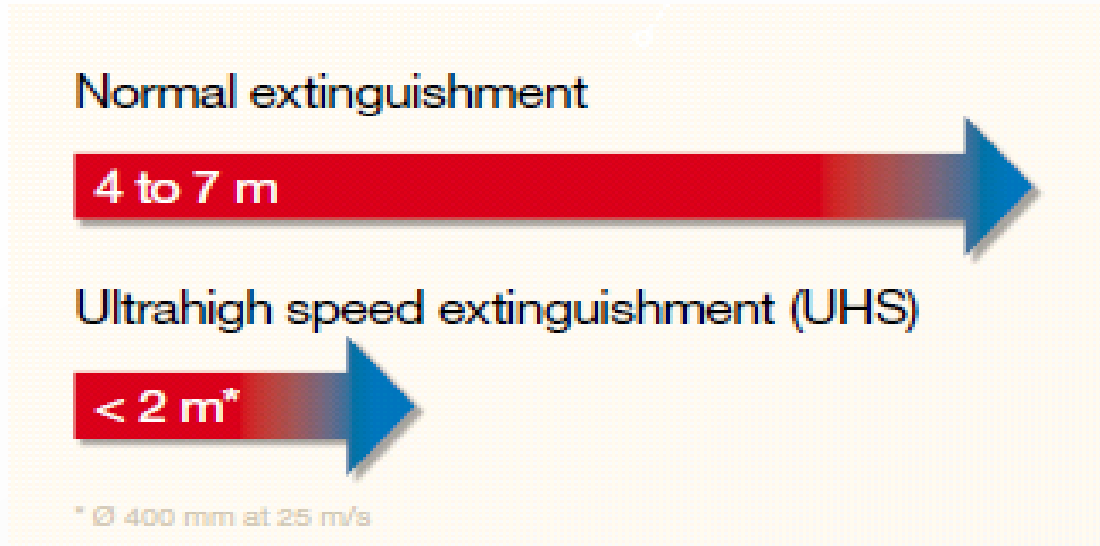 Normal extinguishment
4 to 7 m
Ultrahigh speed extinguishment (UHS)
< 2 m*
* Ø 400 mm at 25 m/s